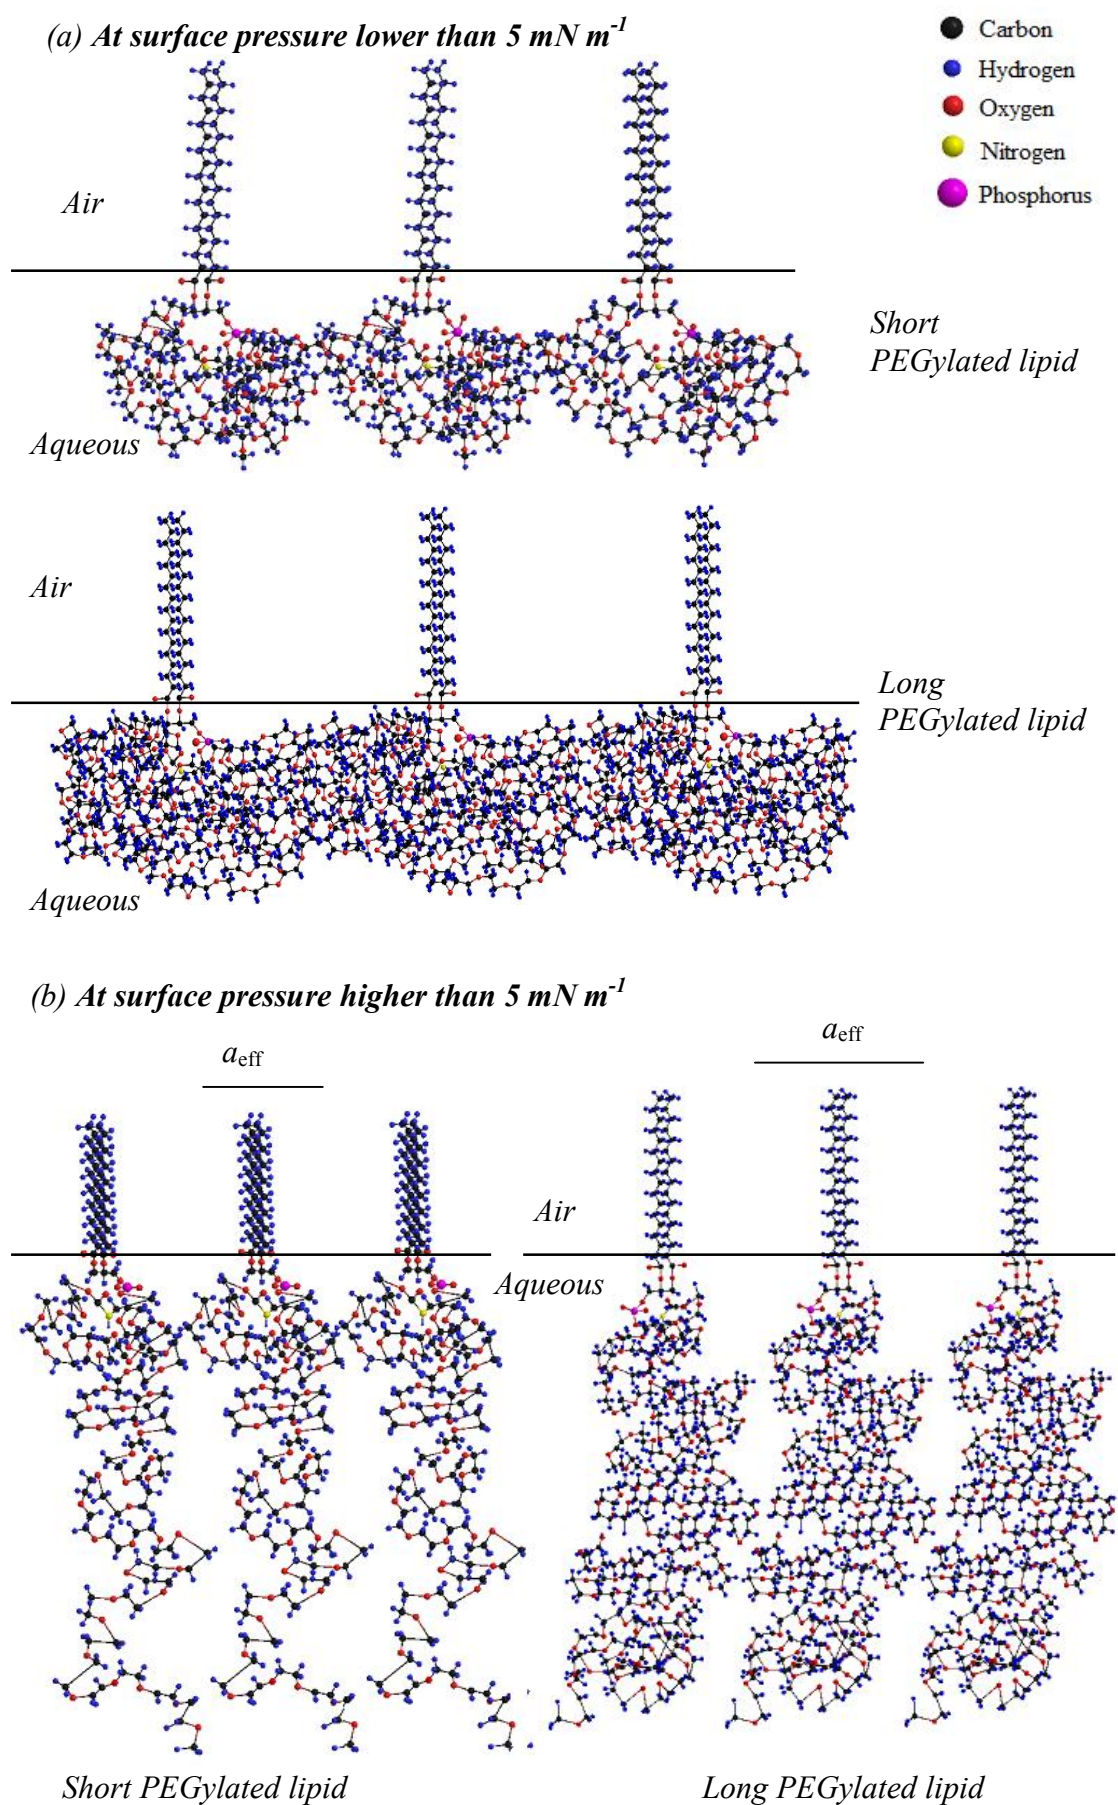 (a) At surface pressure lower than 5 mN m⁻¹
Carbon
Hydrogen
Oxygen
Nitrogen
Phosphorus
Air
Short
PEGylated lipid
Aqueous
Air
Long
PEGylated lipid
Aqueous
(b) At surface pressure higher than 5 mN m⁻¹
aeff
aeff
Air
Aqueous
Short PEGylated lipid
Long PEGylated lipid